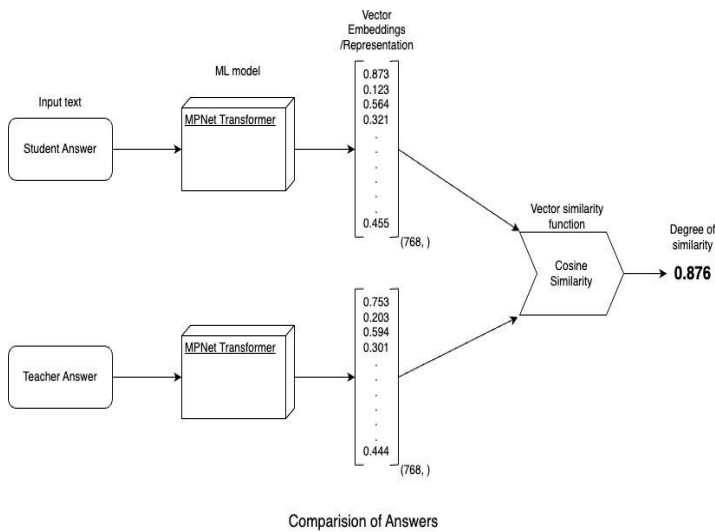 Vector
Embeddings
/Representation
ML model
Input text
Student Answer
MPNet Transformer
0.873
0.123
0.564
0.321
.
.
.
.
.
.
0.455
(768, )
Vector similarity
function
Cosine
Similarity
Degree of
similarity
0.876
Teacher Answer
MPNet Transformer
0.753
0.203
0.594
0.301
.
.
.
.
.
.
0.444
(768, )
Comparision of Answers